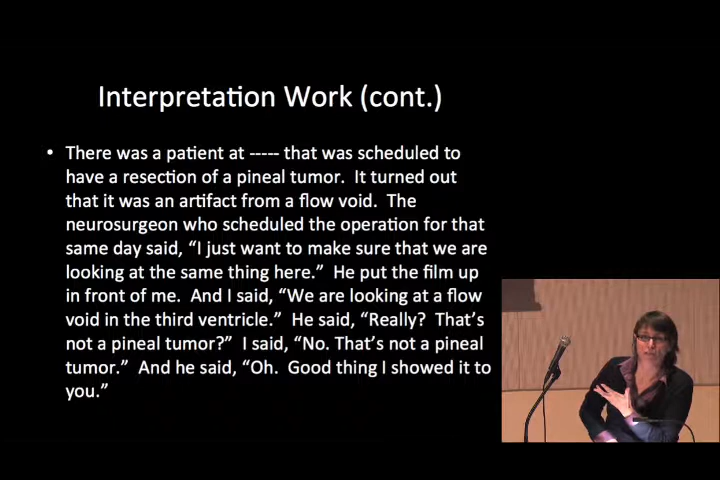 Interpretation Work (cont.)
• There was a patient at ----- that was scheduled to
have a resection of a pineal tumor.  It turned out
that it was an artifact from a flow void.  The
neurosurgeon who scheduled the operation for that
same day said, “I just want to make sure that we are
looking at the same thing here.”  He put the film up
in front of me.  And I said, “We are looking at a flow
void in the third ventricle.”  He said, “Really?  That’s
not a pineal tumor?”  I said, “No. That’s not a pineal
tumor.”  And he said, “Oh.  Good thing I showed it to
you.”